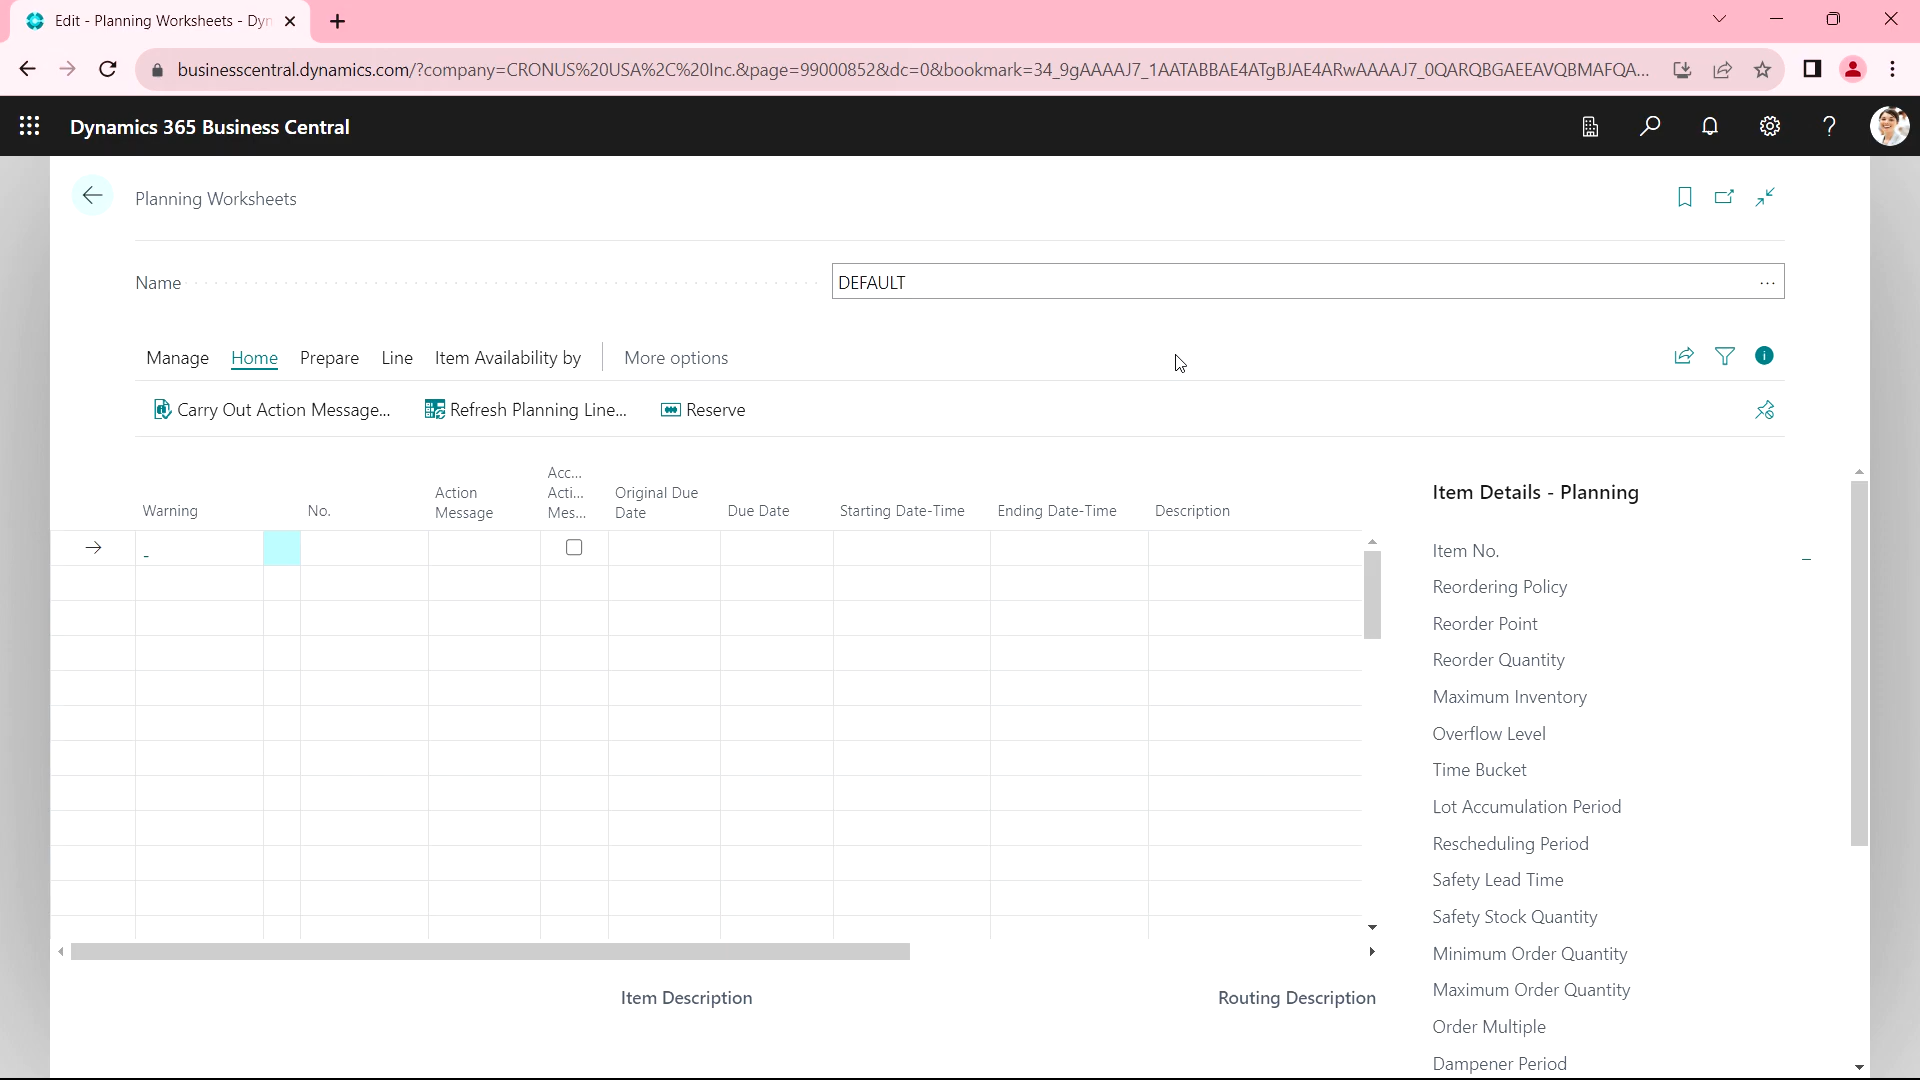 Edit - Planning Worksheets - Dyn
businesscentral.dynamics.com/?company=CRONUS%20USA%2C%20Inc.&page=99000852&dc=0&bookmark=34_9gAAAAJ7_1AATABBAE4ATgBJAE4ARwAAAAJ7_0QARQBGAEEAVQBMAFQA...
Dynamics 365 Business Central
Planning Worksheets
Name
DEFAULT
Manage Home Prepare Line Item Availability by More options
Carry Out Action Message... Refresh Planning Line... Reserve
Warning
No.
Action
Message
Acc...
Acti...
Mes...
Original Due
Date
Due Date
Starting Date-Time
Ending Date-Time
Description
Item Details - Planning
Item No.
Reordering Policy
Reorder Point
Reorder Quantity
Maximum Inventory
Overflow Level
Time Bucket
Lot Accumulation Period
Rescheduling Period
Safety Lead Time
Safety Stock Quantity
Minimum Order Quantity
Maximum Order Quantity
Order Multiple
Dampener Period
Item Description
Routing Description